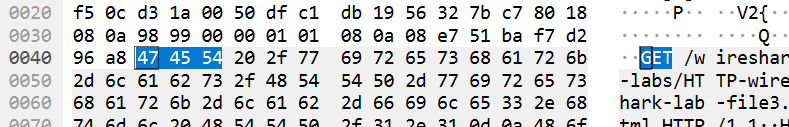 0020 f5 0c d3 1a 00 50 df c1 db 19 56 32 7b c7 80 18 ·····P·· ··V2{···
0030 08 0a 98 99 00 00 01 01 08 0a 08 e7 51 ba f7 d2 ········ ····Q···
0040 96 a8 47 45 54 20 2f 77 69 72 65 73 68 61 72 6b ··GET /w ireshark
0050 2d 6c 61 62 73 2f 48 54 54 50 2d 77 69 72 65 73 -labs/HT TP-wires
0060 68 61 72 6b 2d 6c 61 62 2d 66 69 6c 65 33 2e 68 hark-lab -file3.h
0070 74 6d 6c 20 48 54 54 50 2f 31 2e 31 0d 0a 48 6f tml HTTP /1.1··H